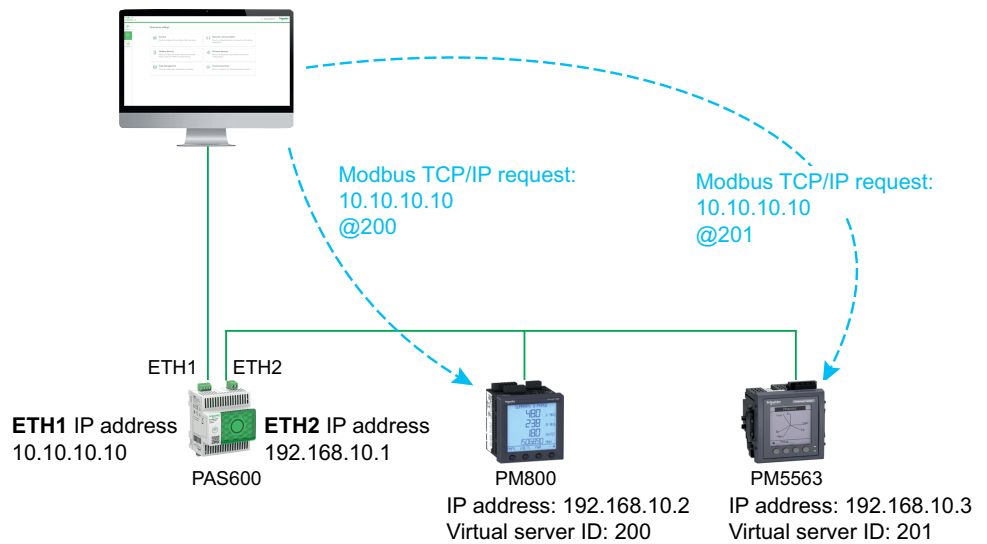 Modbus TCP/IP request:
10.10.10.10
@200
Modbus TCP/IP request:
10.10.10.10
@201
ETH1
ETH2
ETH1 IP address
10.10.10.10
ETH2 IP address
192.168.10.1
PAS600
480
238
180
PM800
IP address: 192.168.10.2
Virtual server ID: 200
PM5563
IP address: 192.168.10.3
Virtual server ID: 201